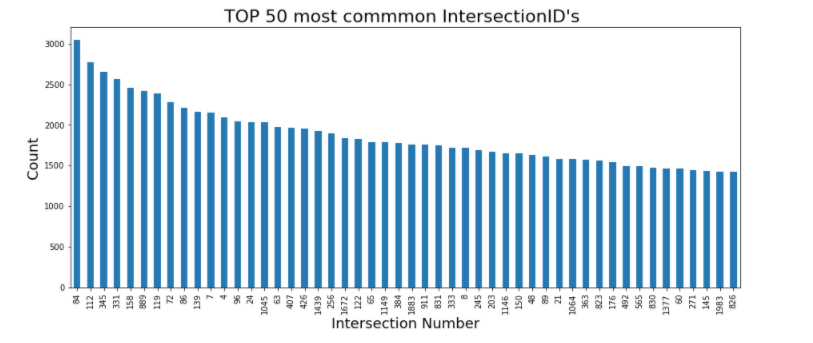 TOP 50 most commmon IntersectionID's
3000
2500
2000
1500
1000
500
0
Count
84 112 345 331 158 889 119 72 86 139 7 4 96 24 1045 63 407 426 1439 256 1672 122 65 1149 384 1883 911 831 333 8 245 203 1146 150 48 89 21 1064 363 823 176 492 565 830 1377 60 271 145 1983 826
Intersection Number